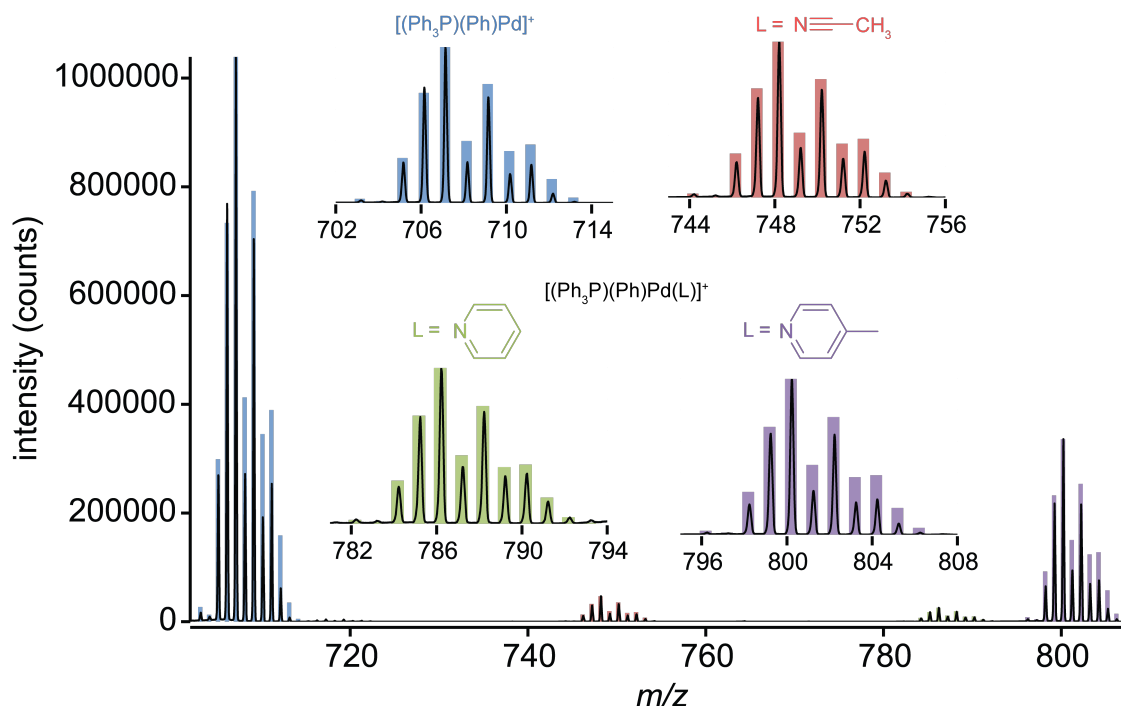 [(Ph₃P)(Ph)Pd]⁺
L = N CH₃
1000000
800000
702 706 710 714
744 748 752 756
intensity (counts)
600000
[(Ph₃P)(Ph)Pd(L)]⁺
L = N
L = N
400000
200000
782 786 790 794
796 800 804 808
0
720 740 760 780 800
m/z